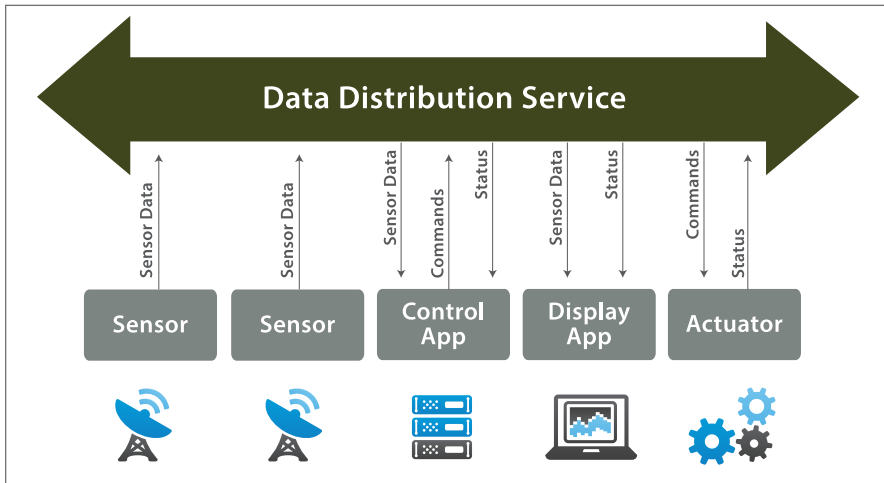 Data Distribution Service
Sensor Data
Sensor Data
Sensor Data
Commands
Status
Sensor Data
Status
Commands
Status
Sensor
Sensor
Control
App
Display
App
Actuator